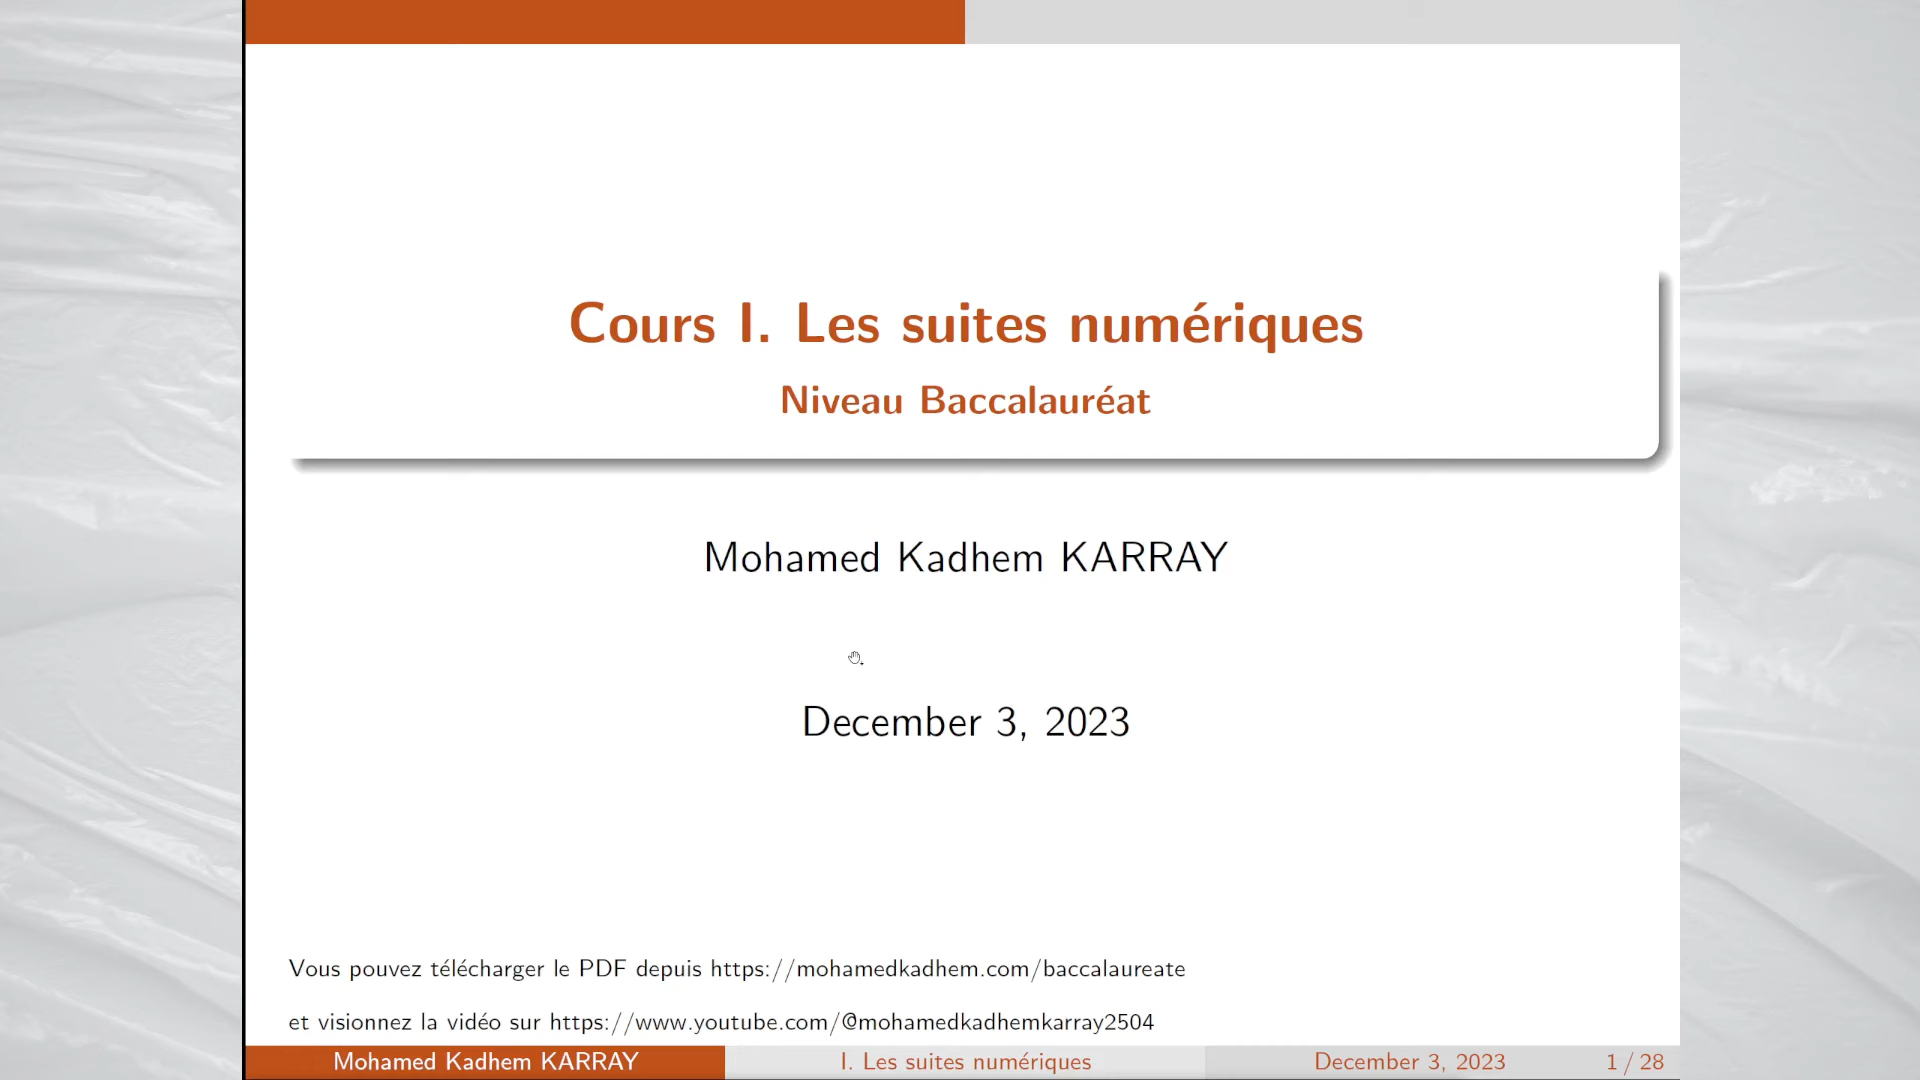 Cours I. Les suites numériques
Niveau Baccalauréat
Mohamed Kadhem KARRAY
December 3, 2023
Vous pouvez télécharger le PDF depuis https://mohamedkadhem.com/baccalaureate
et visionnez la vidéo sur https://www.youtube.com/@mohamedkadhemkarray2504
Mohamed Kadhem KARRAY I. Les suites numériques December 3, 2023 1 / 28